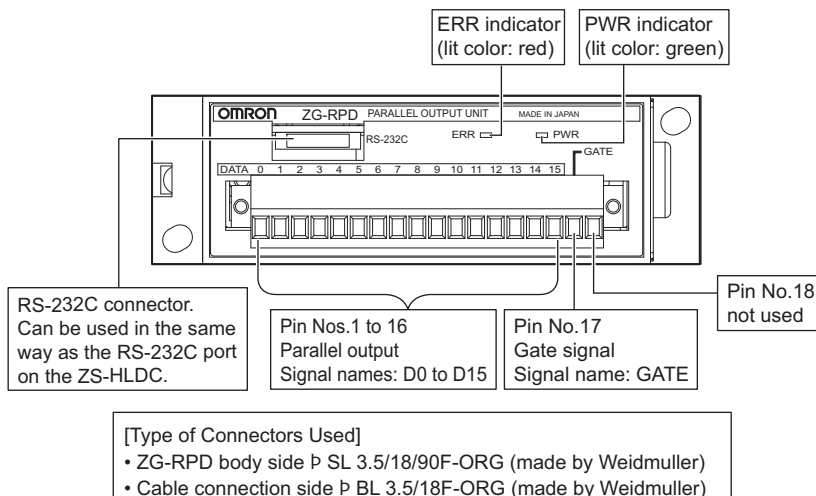 ERR indicator
(lit color: red)
PWR indicator
(lit color: green)
OMRON ZG-RPD PARALLEL OUTPUT UNIT MADE IN JAPAN
RS-232C
ERR
PWR
GATE
DATA 0 1 2 3 4 5 6 7 8 9 10 11 12 13 14 15
RS-232C connector.
Can be used in the same
way as the RS-232C port
on the ZS-HLDC.
Pin Nos.1 to 16
Parallel output
Signal names: D0 to D15
Pin No.17
Gate signal
Signal name: GATE
Pin No.18
not used
[Type of Connectors Used]
• ZG-RPD body side Þ SL 3.5/18/90F-ORG (made by Weidmuller)
• Cable connection side Þ BL 3.5/18F-ORG (made by Weidmuller)